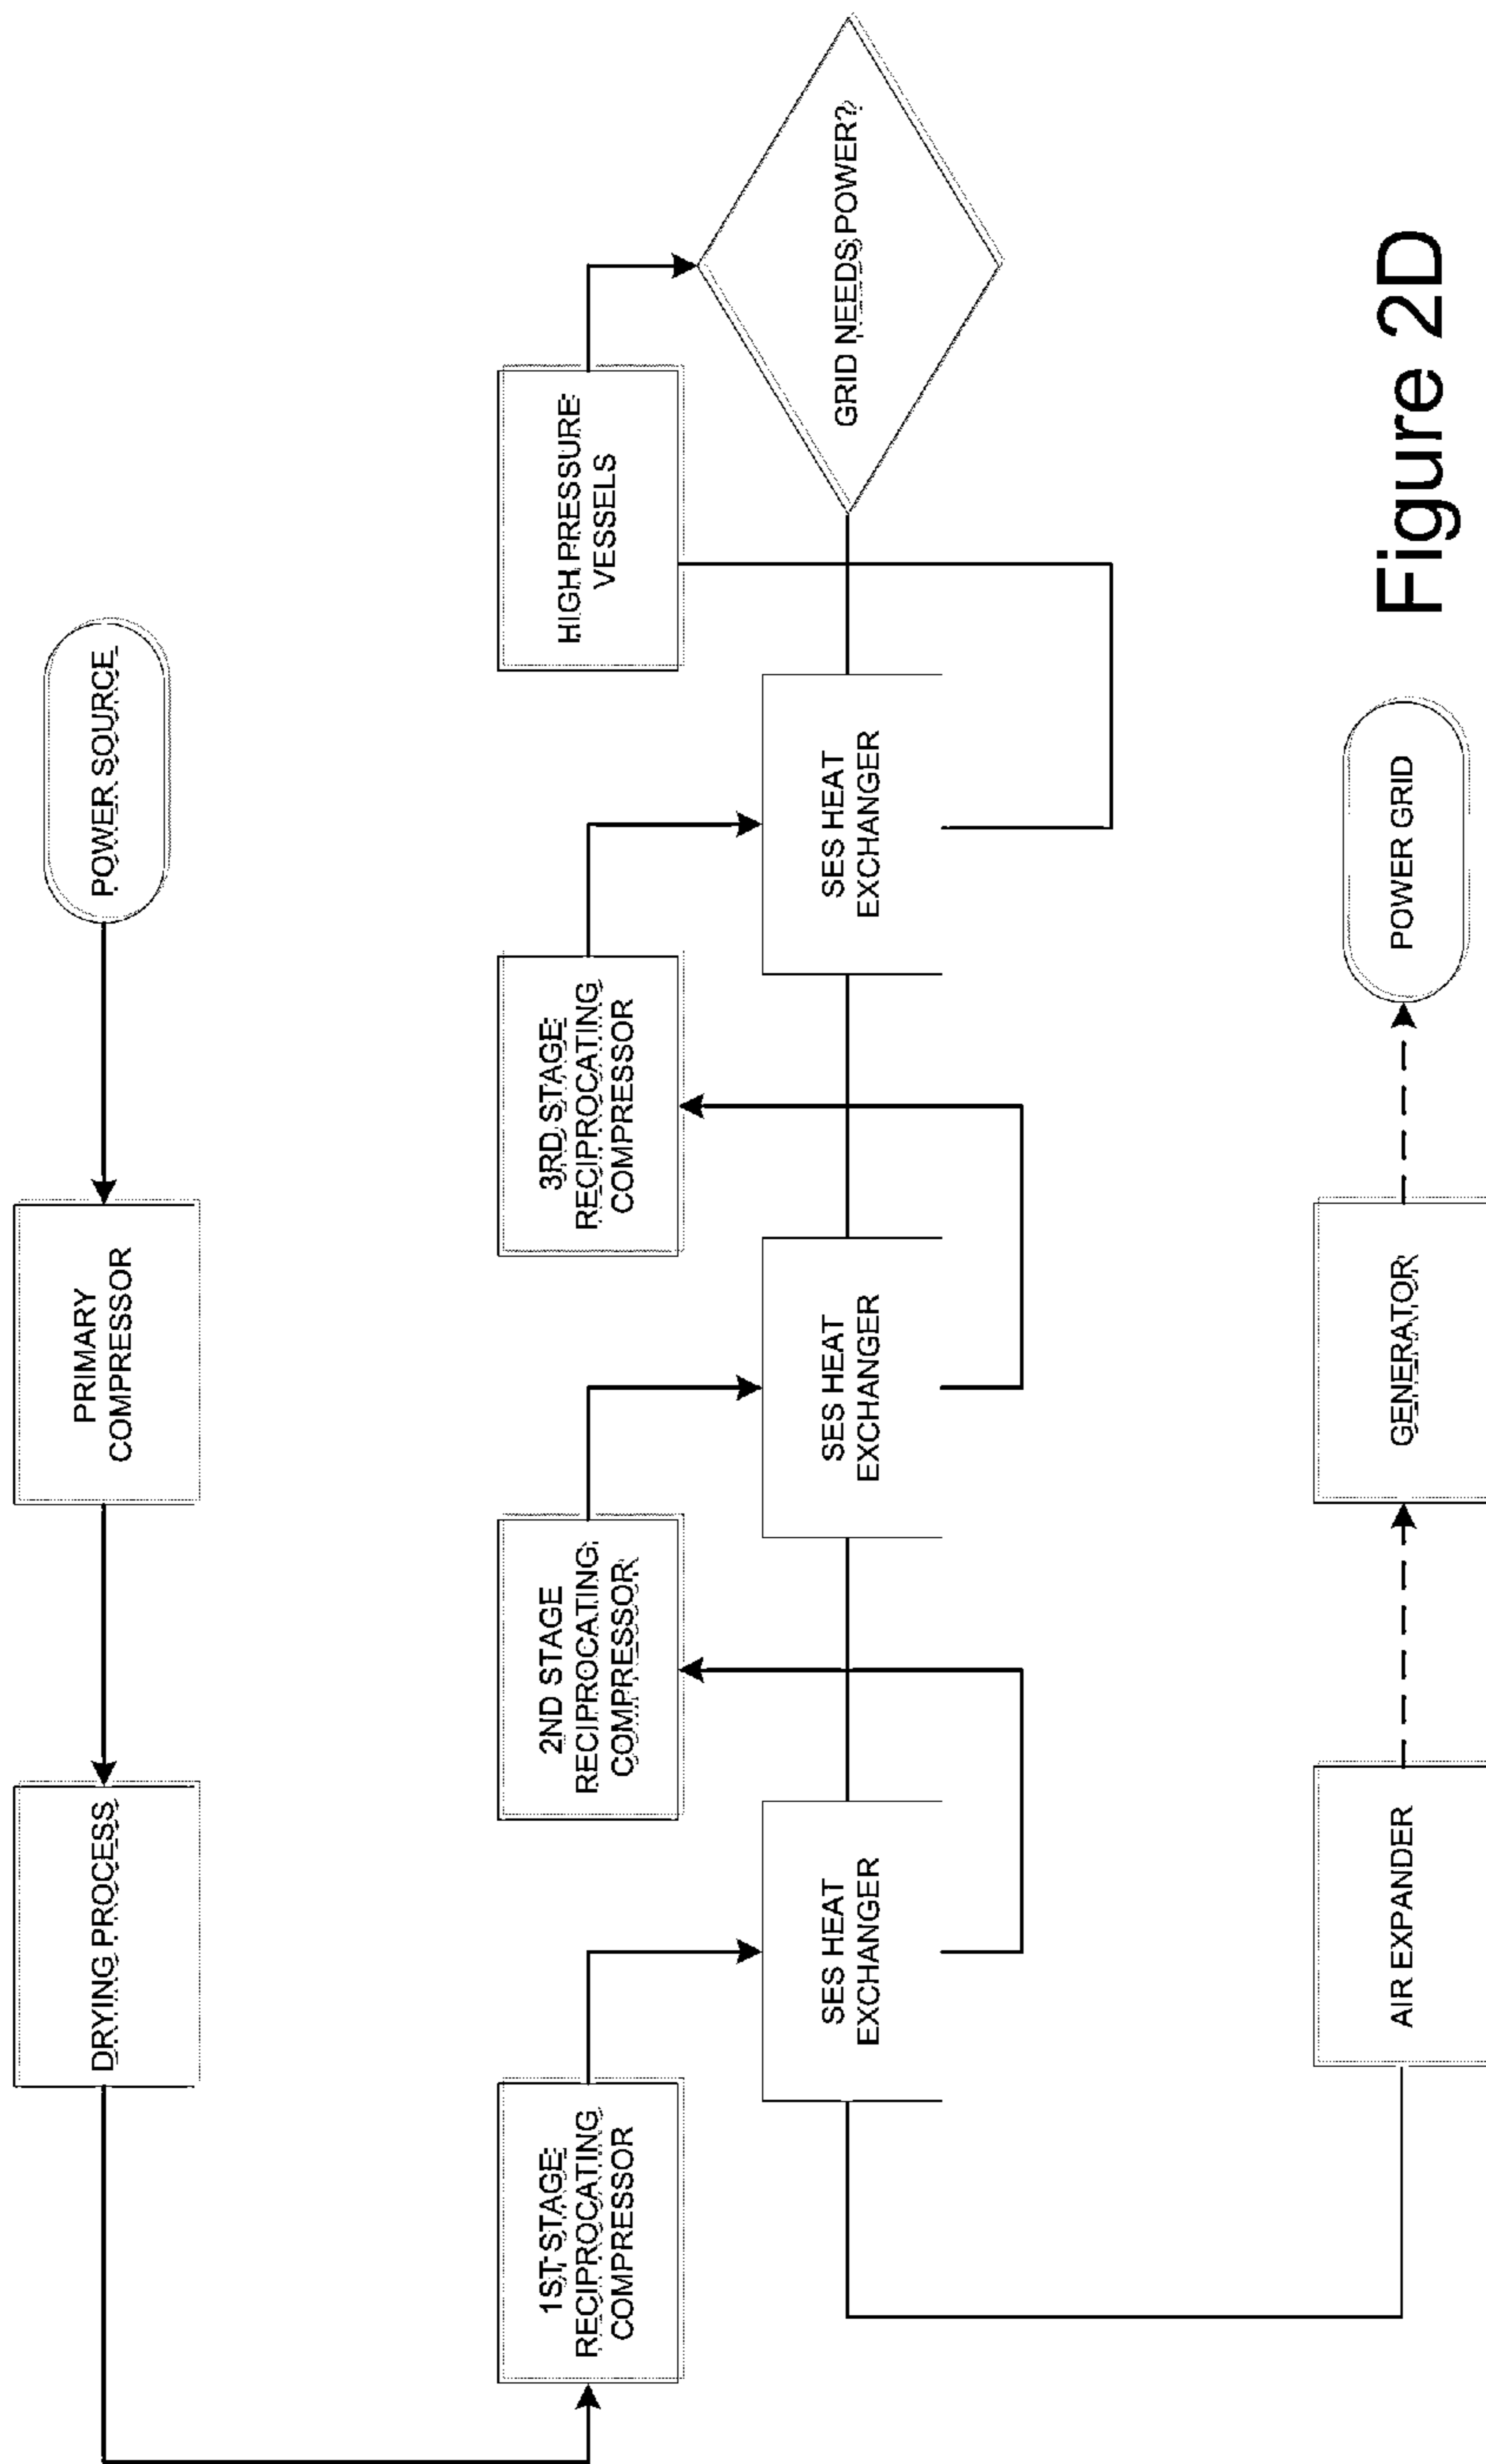 POWER SOURCE
PRIMARY
COMPRESSOR
DRYING PROCESS
1ST STAGE
RECIPROCATING
COMPRESSOR
2ND STAGE
RECIPROCATING
COMPRESSOR
3RD STAGE
RECIPROCATING
COMPRESSOR
HIGH PRESSURE
VESSELS
SES HEAT
EXCHANGER
SES HEAT
EXCHANGER
SES HEAT
EXCHANGER
GRID NEEDS POWER?
AIR EXPANDER
GENERATOR
POWER GRID
Figure 2D